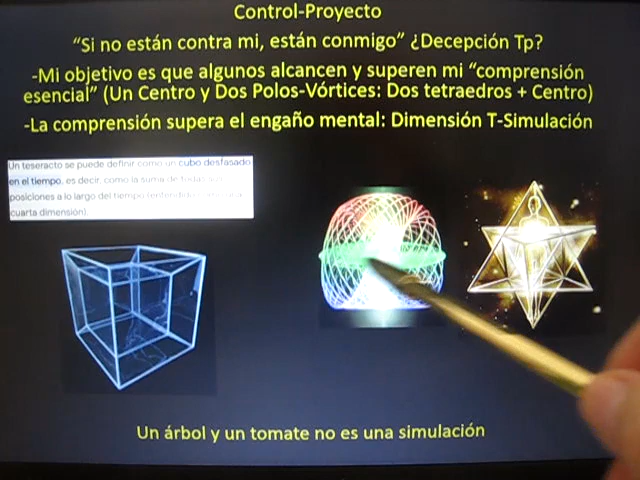 Control-Proyecto
“Si no están contra mi, están conmigo” ¿Decepción Tp?
-Mi objetivo es que algunos alcancen y superen mi “comprensión
esencial” (Un Centro y Dos Polos-Vórtices: Dos tetraedros + Centro)
-La comprensión supera el engaño mental: Dimensión T-Simulación
Un teseracto se puede definir como un cubo desfasado
en el tiempo, es decir, como la suma de todas sus
posiciones a lo largo del tiempo
cuarta dimensión).
Un árbol y un tomate no es una simulación